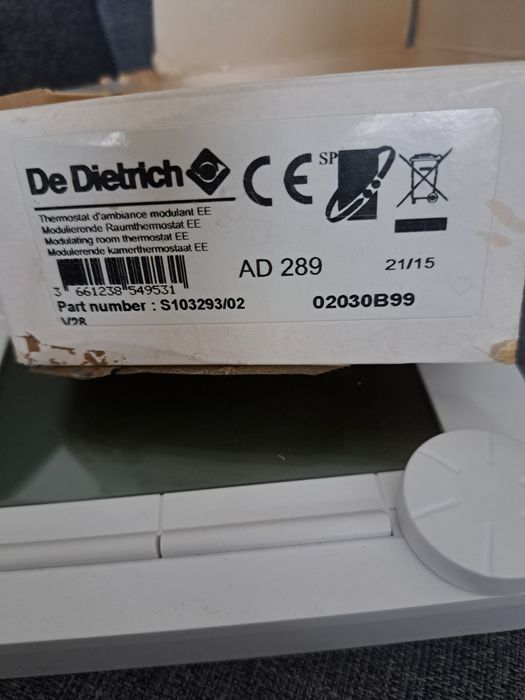 De Dietrich
CE SP
Thermostat d'ambiance modulant EE
Modulierende Raumthermostat EE
Modulating room thermostat EE
Modulerende kamerthermostaat EE
AD 289
21/15
3 661238 549531
Part number : S103293/02
02030B99
V28